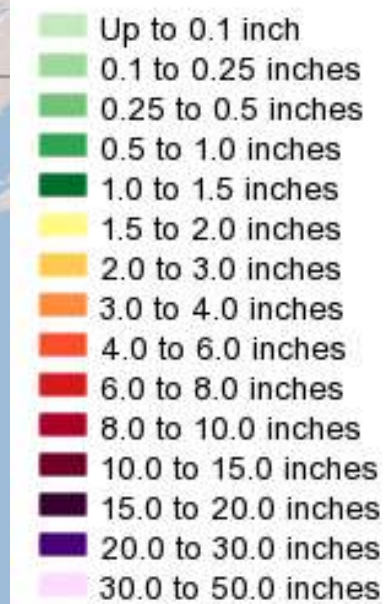 Up to 0.1 inch
0.1 to 0.25 inches
0.25 to 0.5 inches
0.5 to 1.0 inches
1.0 to 1.5 inches
1.5 to 2.0 inches
2.0 to 3.0 inches
3.0 to 4.0 inches
4.0 to 6.0 inches
6.0 to 8.0 inches
8.0 to 10.0 inches
10.0 to 15.0 inches
15.0 to 20.0 inches
20.0 to 30.0 inches
30.0 to 50.0 inches